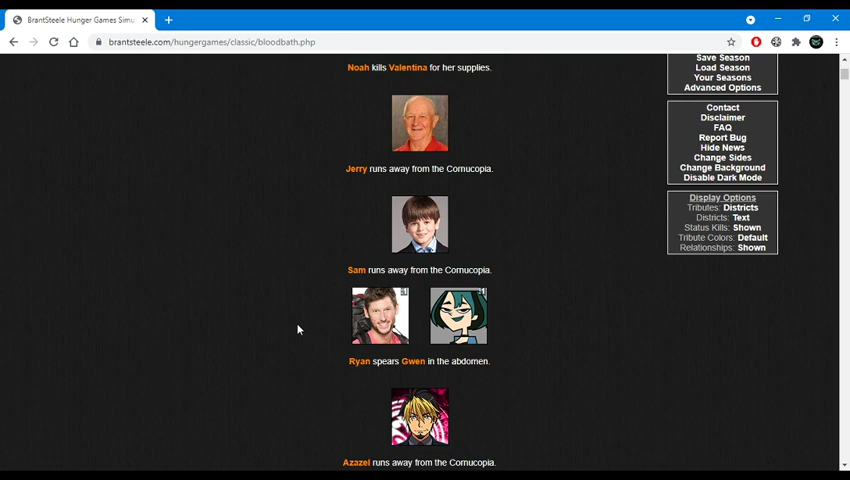 BrantSteele Hunger Games Simu
brantsteele.com/hungergames/classic/bloodbath.php
Noah kills Valentina for her supplies.
Jerry runs away from the Cornucopia.
Sam runs away from the Cornucopia.
Ryan spears Gwen in the abdomen.
Azazel runs away from the Cornucopia.
Save Season
Load Season
Your Seasons
Advanced Options
Contact
Disclaimer
FAQ
Report Bug
Hide News
Change Sides
Change Background
Disable Dark Mode
Display Options
Tributes: Districts
Districts: Text
Status Kills: Shown
Tribute Colors: Default
Relationships: Shown